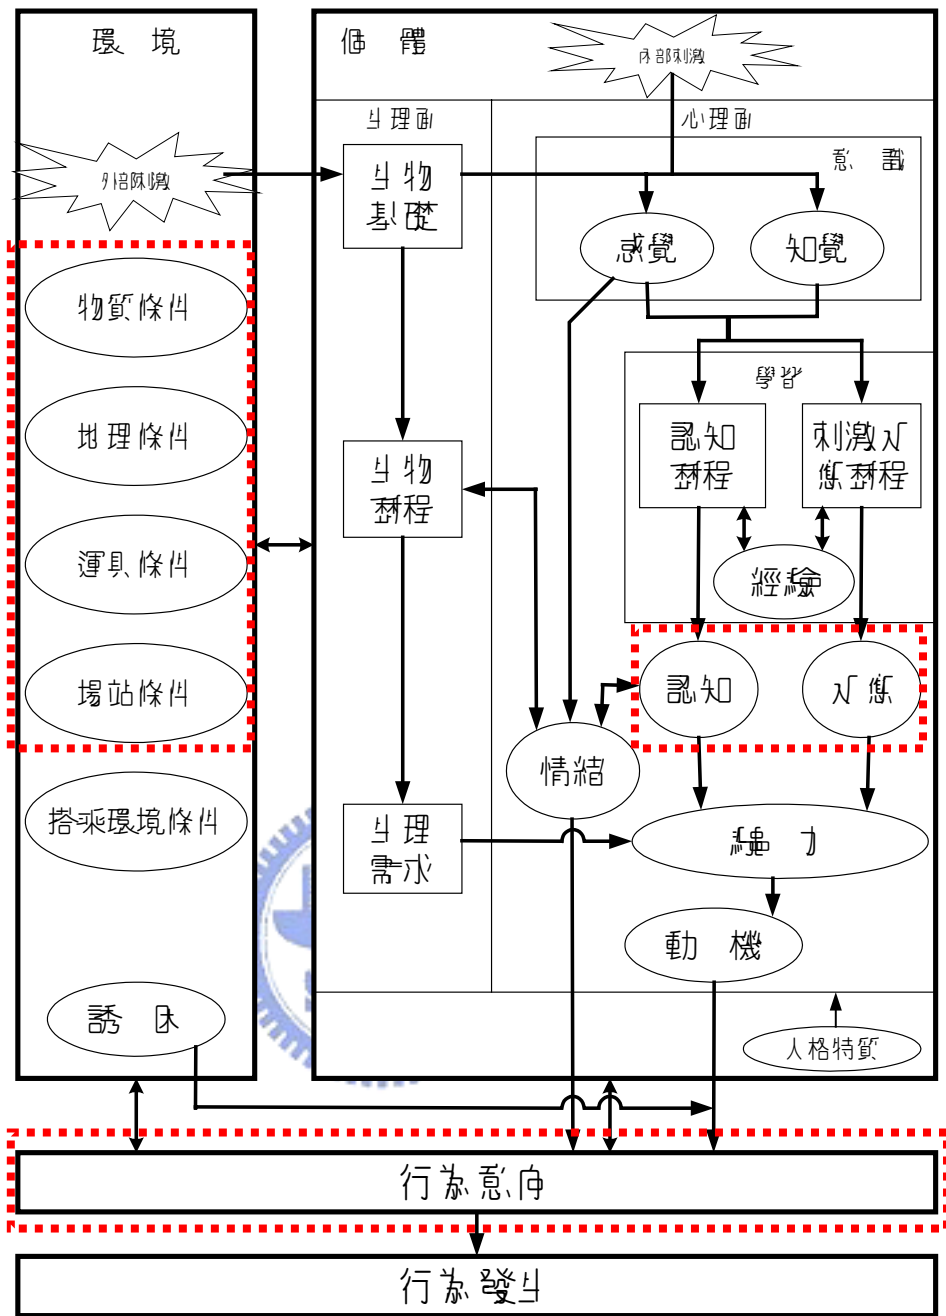 環 境
個 體
內部刺激
生理面
心理面
外部刺激
生物
基礎
意 識
感覺
知覺
物質條件
學習
地理條件
生物
歷程
認知
歷程
刺激反
應歷程
運具條件
經驗
場站條件
認知
反應
情緒
搭乘環境條件
生理
需求
驅 力
動 機
誘 因
人格特質
行為意向
行為發生